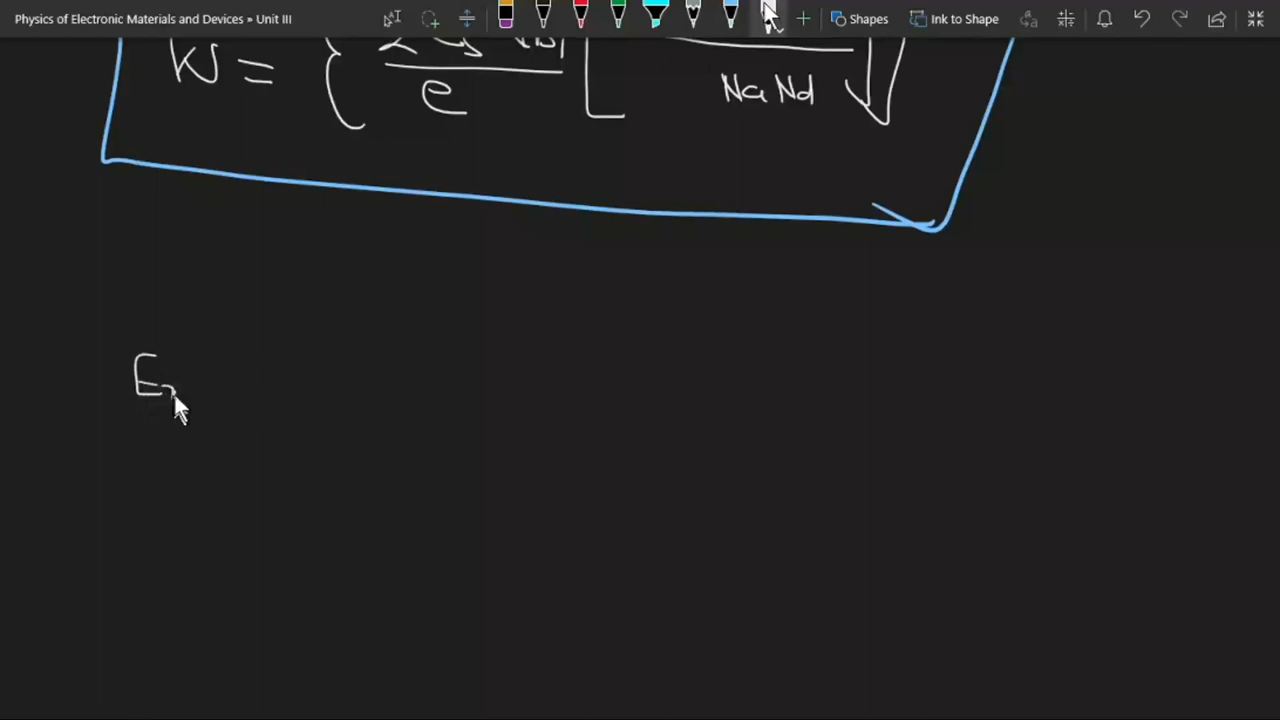 Physics of Electronic Materials and Devices » Unit III
Shapes
Ink to Shape
W = { / e [ Na Nd
E